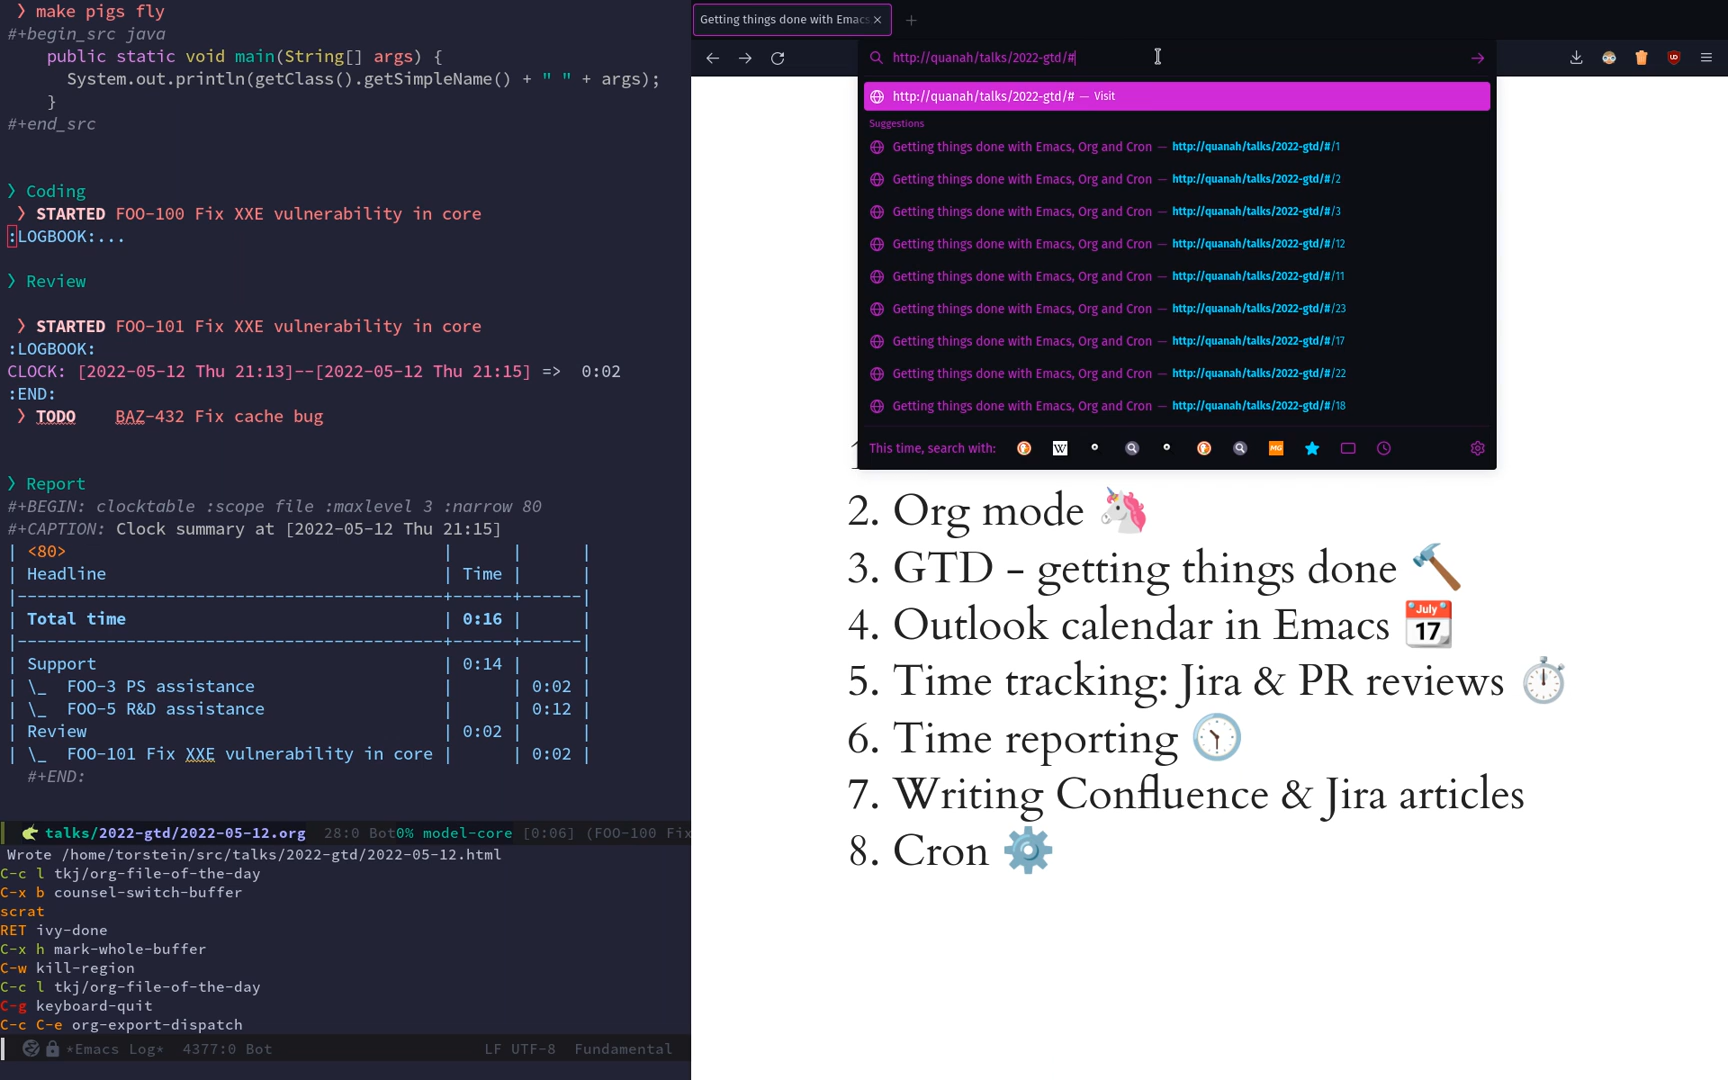 ❯ make pigs fly
#+begin_src java
public static void main(String[] args) {
System.out.println(getClass().getSimpleName() + " " + args);
}
#+end_src
❯ Coding
❯ STARTED FOO-100 Fix XXE vulnerability in core
:LOGBOOK:...
❯ Review
❯ STARTED FOO-101 Fix XXE vulnerability in core
:LOGBOOK:
CLOCK: [2022-05-12 Thu 21:13]--[2022-05-12 Thu 21:15] => 0:02
:END:
❯ TODO BAZ-432 Fix cache bug
❯ Report
#+BEGIN: clocktable :scope file :maxlevel 3 :narrow 80
#+CAPTION: Clock summary at [2022-05-12 Thu 21:15]
| <80> | | |
| Headline | Time | |
|------------------------------------------+------+------|
| Total time | 0:16 | |
|------------------------------------------+------+------|
| Support | 0:14 | |
| \_ FOO-3 PS assistance | | 0:02 |
| \_ FOO-5 R&D assistance | | 0:12 |
| Review | 0:02 | |
| \_ FOO-101 Fix XXE vulnerability in core | | 0:02 |
#+END:
talks/2022-gtd/2022-05-12.org 28:0 Bot0% model-core [0:06] (FOO-100 Fix
Wrote /home/torstein/src/talks/2022-gtd/2022-05-12.html
C-c l tkj/org-file-of-the-day
C-x b counsel-switch-buffer
scrat
RET ivy-done
C-x h mark-whole-buffer
C-w kill-region
C-c l tkj/org-file-of-the-day
C-g keyboard-quit
C-c C-e org-export-dispatch
*Emacs Log* 4377:0 Bot LF UTF-8 Fundamental
Getting things done with Emacs
http://quanah/talks/2022-gtd/#
http://quanah/talks/2022-gtd/# — Visit
Suggestions
Getting things done with Emacs, Org and Cron — http://quanah/talks/2022-gtd/#/1
Getting things done with Emacs, Org and Cron — http://quanah/talks/2022-gtd/#/2
Getting things done with Emacs, Org and Cron — http://quanah/talks/2022-gtd/#/3
Getting things done with Emacs, Org and Cron — http://quanah/talks/2022-gtd/#/12
Getting things done with Emacs, Org and Cron — http://quanah/talks/2022-gtd/#/11
Getting things done with Emacs, Org and Cron — http://quanah/talks/2022-gtd/#/23
Getting things done with Emacs, Org and Cron — http://quanah/talks/2022-gtd/#/17
Getting things done with Emacs, Org and Cron — http://quanah/talks/2022-gtd/#/22
Getting things done with Emacs, Org and Cron — http://quanah/talks/2022-gtd/#/18
This time, search with: W MG
2. Org mode 🦄
3. GTD - getting things done 🔨
4. Outlook calendar in Emacs 📅 July 17
5. Time tracking: Jira & PR reviews ⏱️
6. Time reporting 🕥
7. Writing Confluence & Jira articles
8. Cron ⚙️